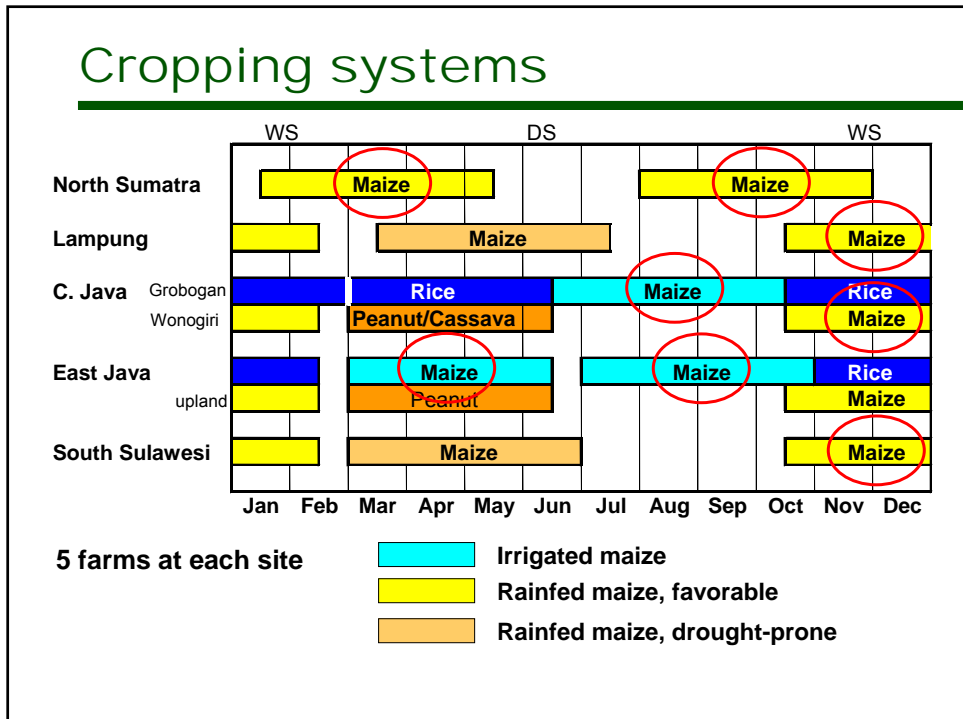 Cropping systems
WS DS WS
North Sumatra Maize Maize
Lampung Maize Maize
C. Java Grobogan Rice Maize Rice
Wonogiri Peanut/Cassava Maize
East Java Maize Maize Rice
upland Peanut Maize
South Sulawesi Maize Maize
Jan Feb Mar Apr May Jun Jul Aug Sep Oct Nov Dec
5 farms at each site
Irrigated maize
Rainfed maize, favorable
Rainfed maize, drought-prone